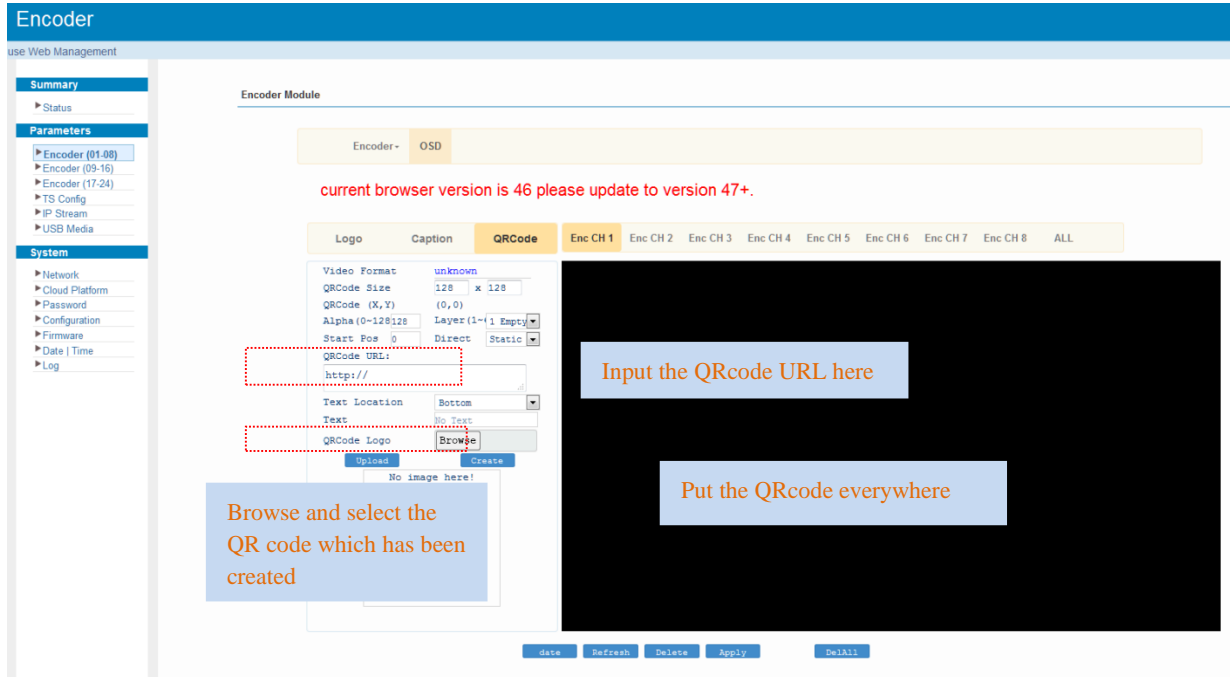 Encoder
use Web Management
Summary
Status
Parameters
Encoder (01-08)
Encoder (09-16)
Encoder (17-24)
TS Config
IP Stream
USB Media
System
Network
Cloud Platform
Password
Configuration
Firmware
Date | Time
Log
Encoder Module
Encoder OSD
current browser version is 46 please update to version 47+.
Logo Caption QRCode Enc CH 1 Enc CH 2 Enc CH 3 Enc CH 4 Enc CH 5 Enc CH 6 Enc CH 7 Enc CH 8 ALL
Video Format unknown
QRCode Size 128 x 128
QRCode (X,Y) (0,0)
Alpha(0~128 128 Layer(1~ 1 Empty
Start Pos 0 Direct Static
QRCode URL:
http://
Text Location Bottom
Text No Text
QRCode Logo Browse
Upload Create
No image here!
Browse and select the
QR code which has been
created
Input the QRcode URL here
Put the QRcode everywhere
date Refresh Delete Apply DelAll